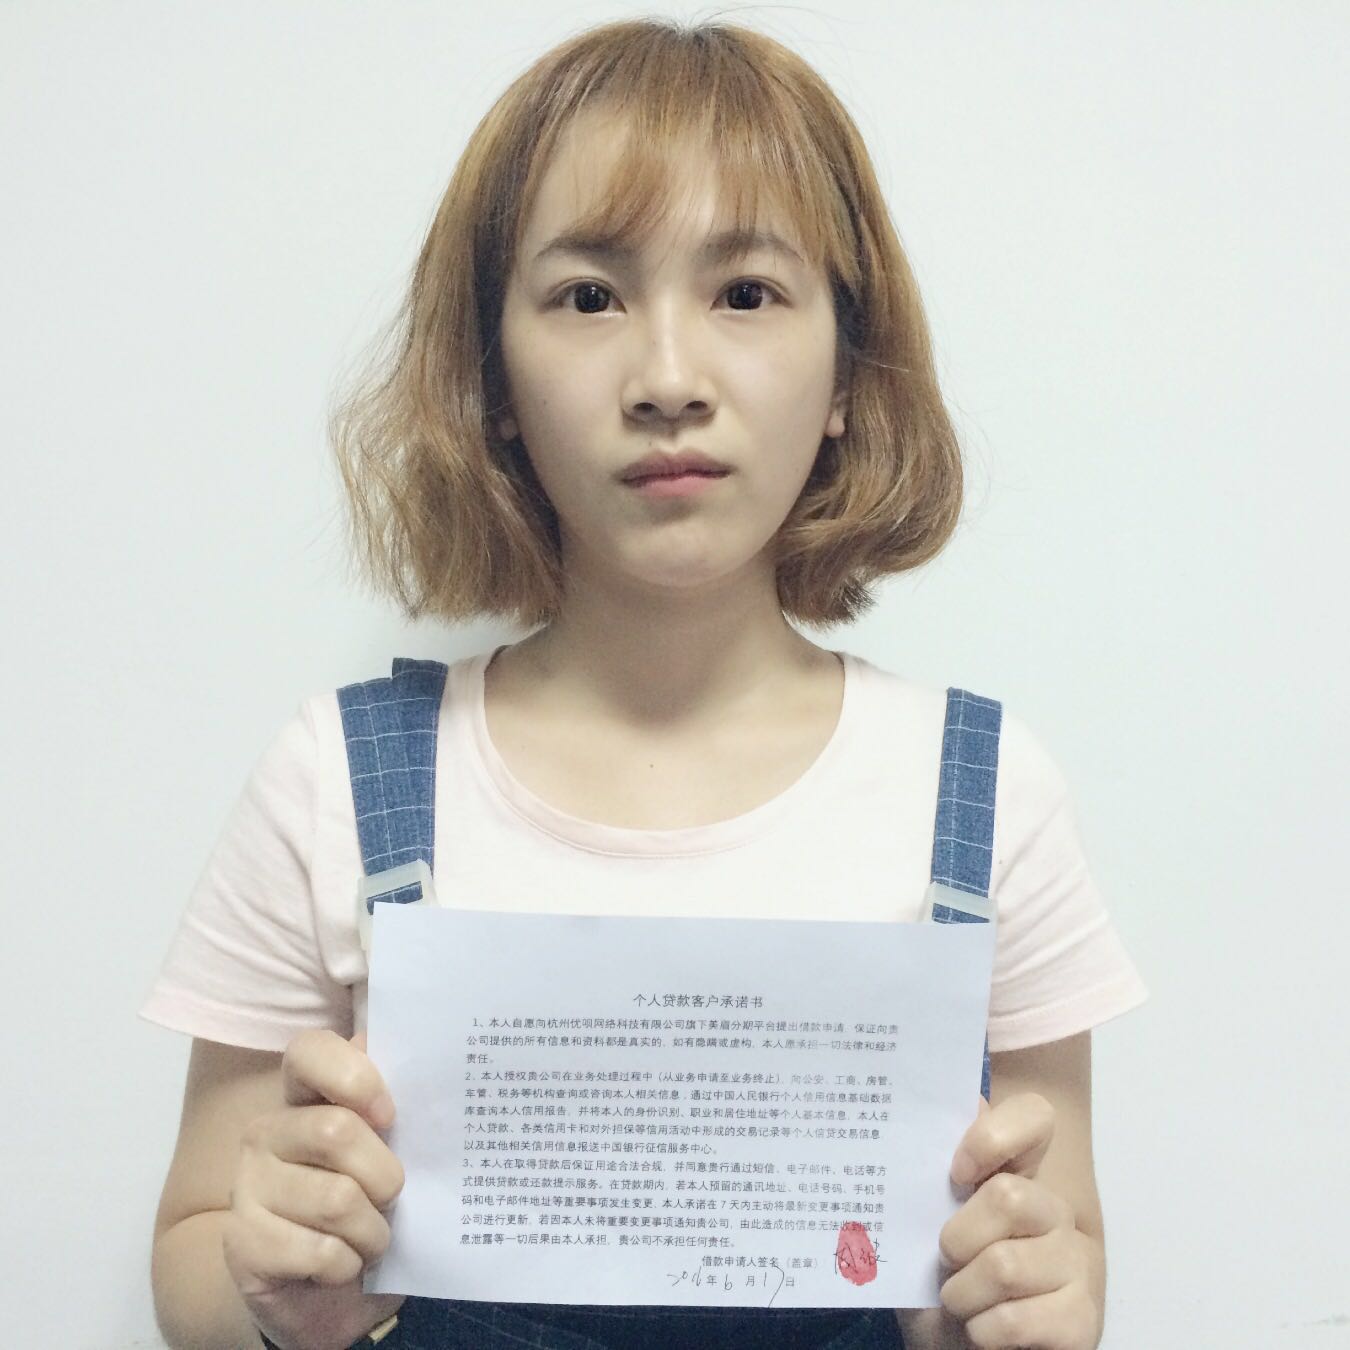 个人贷款客户承诺书
1、本人自愿向杭州优呗网络科技有限公司旗下美眉分期平台提出借款申请，保证向贵
公司提供的所有信息和资料都是真实的，如有隐瞒或虚构，本人愿承担一切法律和经济
责任。
2、本人授权贵公司在业务处理过程中（从业务申请至业务终止），向公安、工商、房管、
车管、税务等机构查询或咨询本人相关信息，通过中国人民银行个人信用信息基础数据
库查询本人信用报告，并将本人的身份识别、职业和居住地址等个人基本信息，本人在
个人贷款、各类信用卡和对外担保等信用活动中形成的交易记录等个人信贷交易信息
以及其他相关信用信息报送中国银行征信服务中心。
3、本人在取得贷款后保证用途合法合规，并同意贵行通过短信、电子邮件、电话等方
式提供贷款或还款提示服务。在贷款期内，若本人预留的通讯地址、电话号码、手机号
码和电子邮件地址等重要事项发生变更，本人承诺在7天内主动将最新变更事项通知贵
公司进行更新，若因本人未将重要变更事项通知贵公司，由此造成的信息无法收到或信
息泄露等一切后果由本人承担，贵公司不承担任何责任。
借款申请人签名（盖章）
2016年6月17日